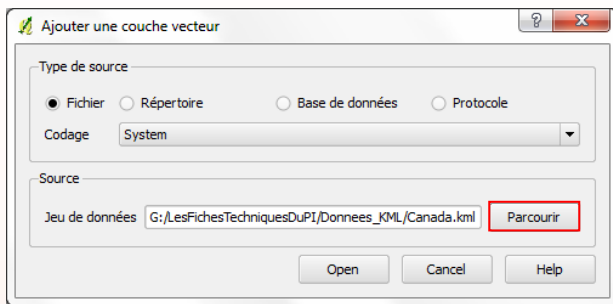 Ajouter une couche vecteur
Type de source
Fichier Répertoire Base de données Protocole
Codage System
Source
Jeu de données G:/LesFichesTechniquesDuPI/Donnees_KML/Canada.kml Parcourir
Open Cancel Help